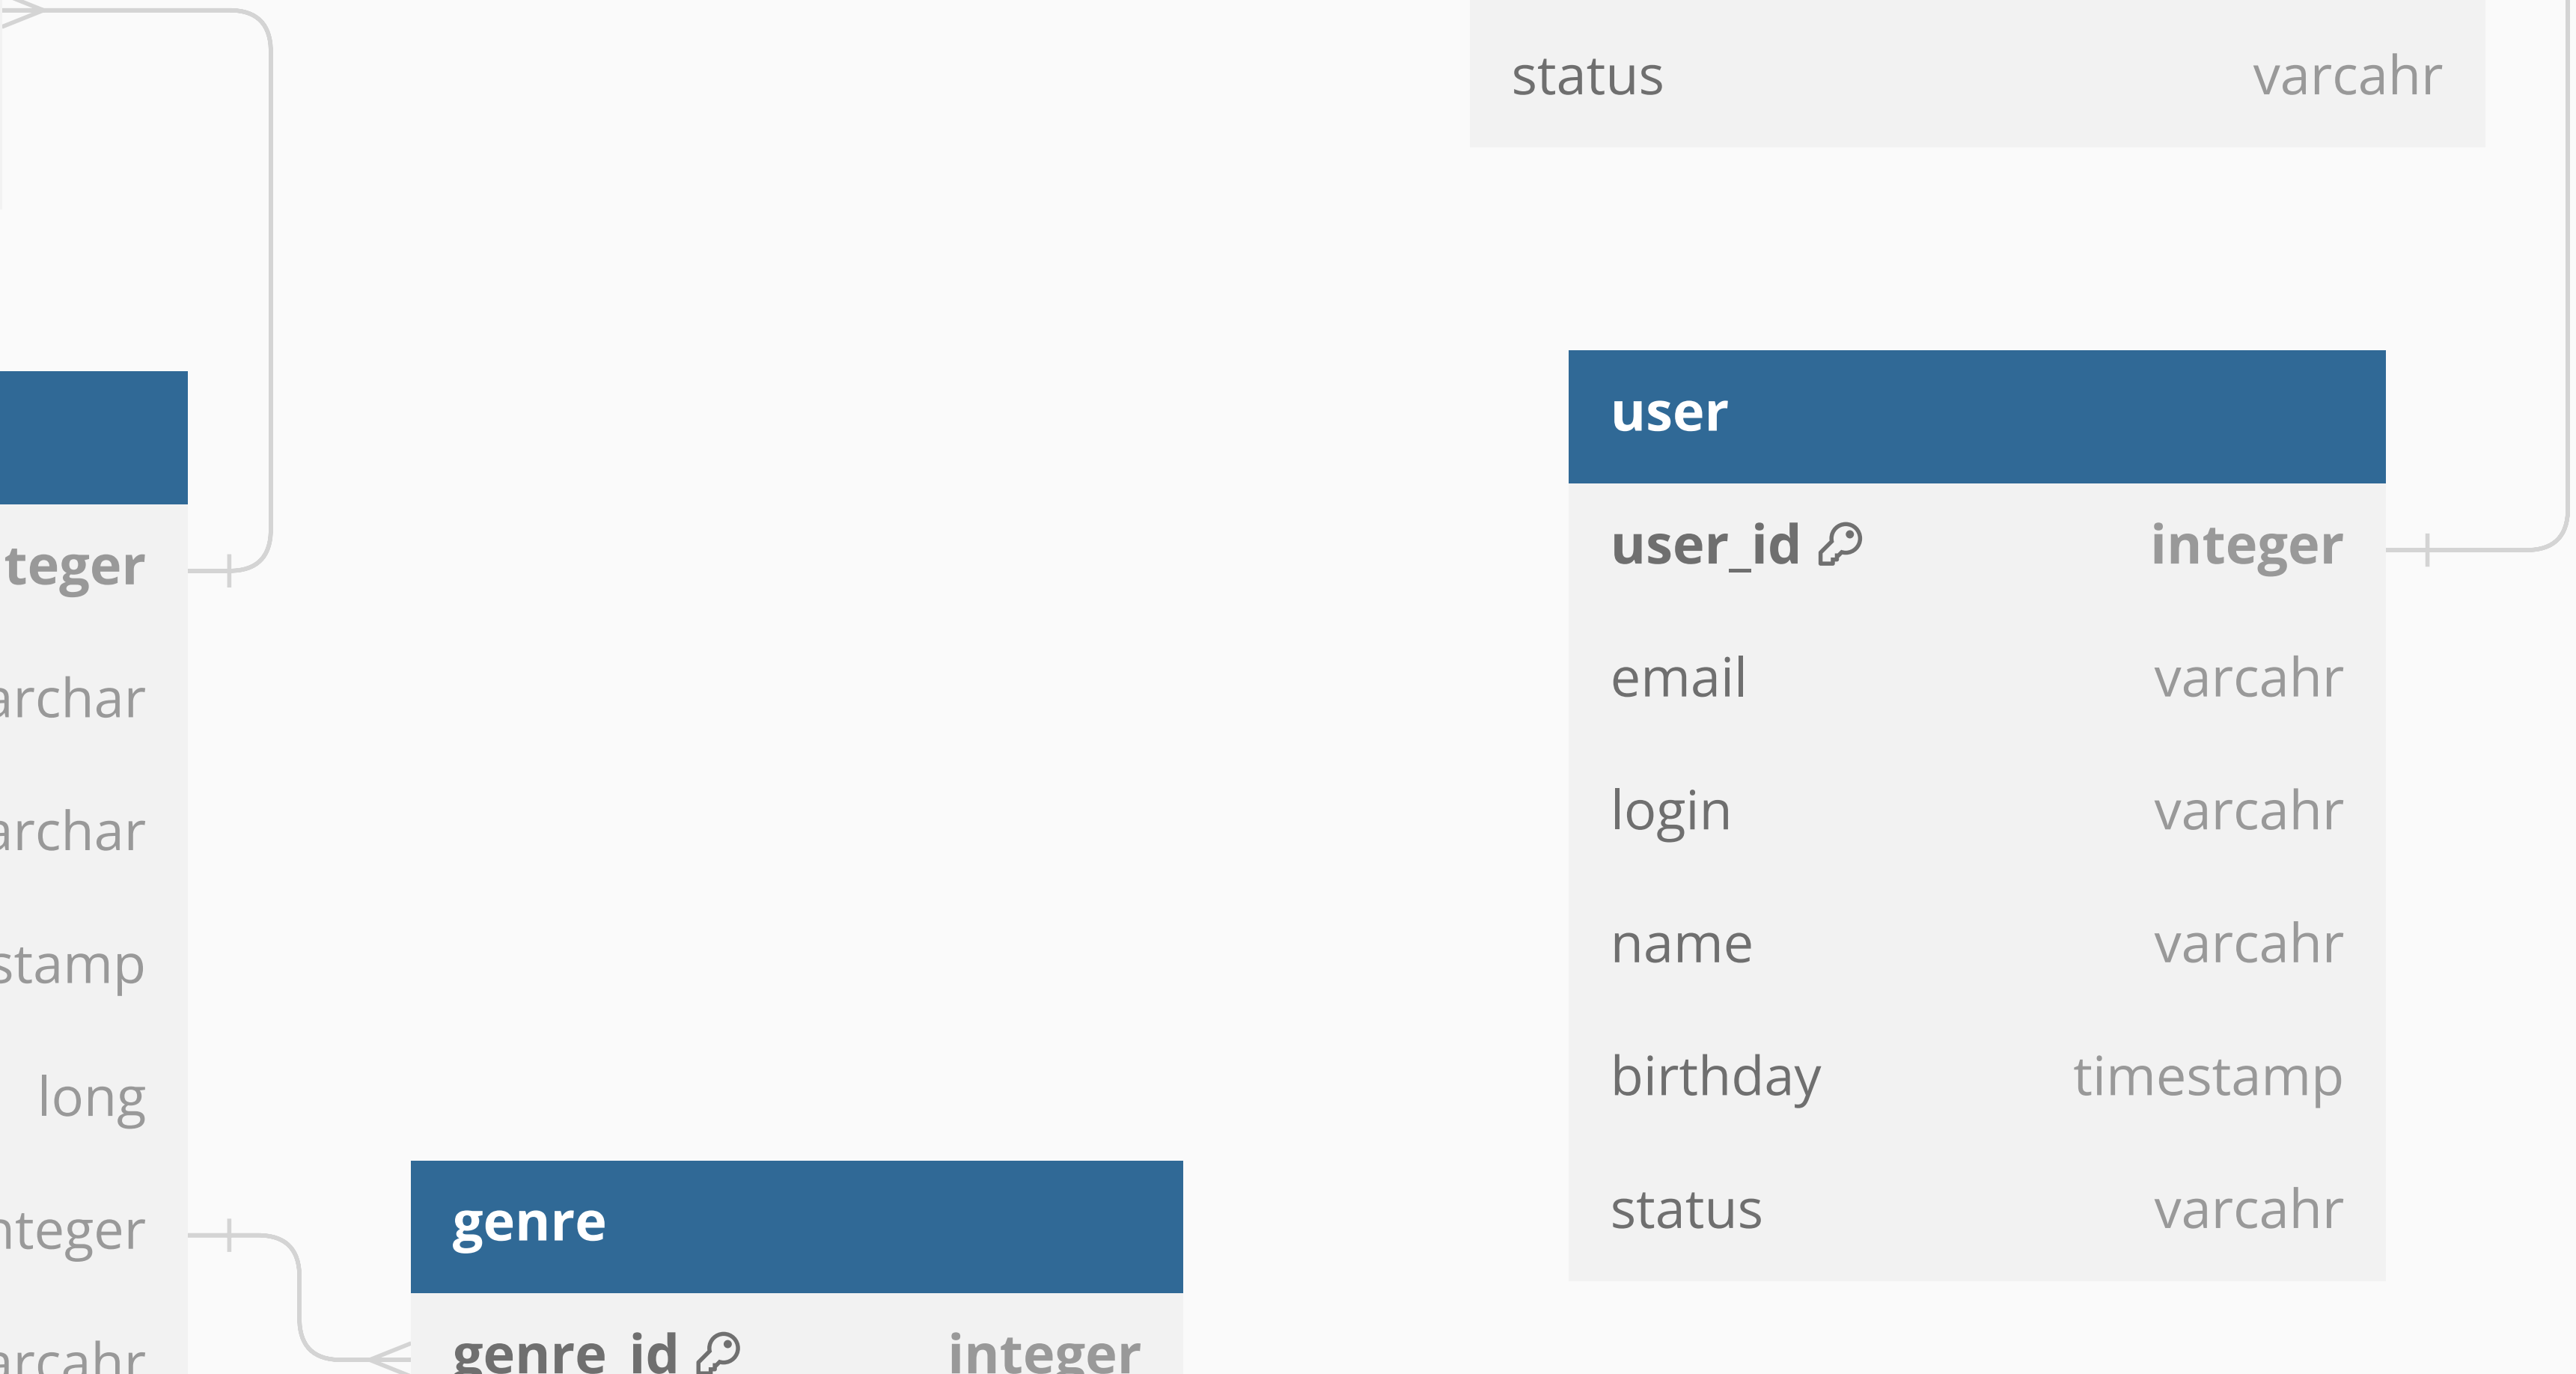 status varcahr
user
user_id integer
email varcahr
login varcahr
name varcahr
birthday timestamp
status varcahr
teger
archar
archar
stamp
long
nteger
arcahr
genre
genre_id integer